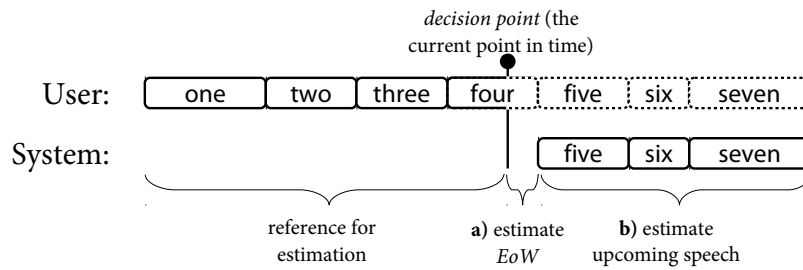 decision point (the
current point in time)
User: one two three four five six seven
System: five six seven
reference for
estimation
a) estimate
EoW
b) estimate
upcoming speech